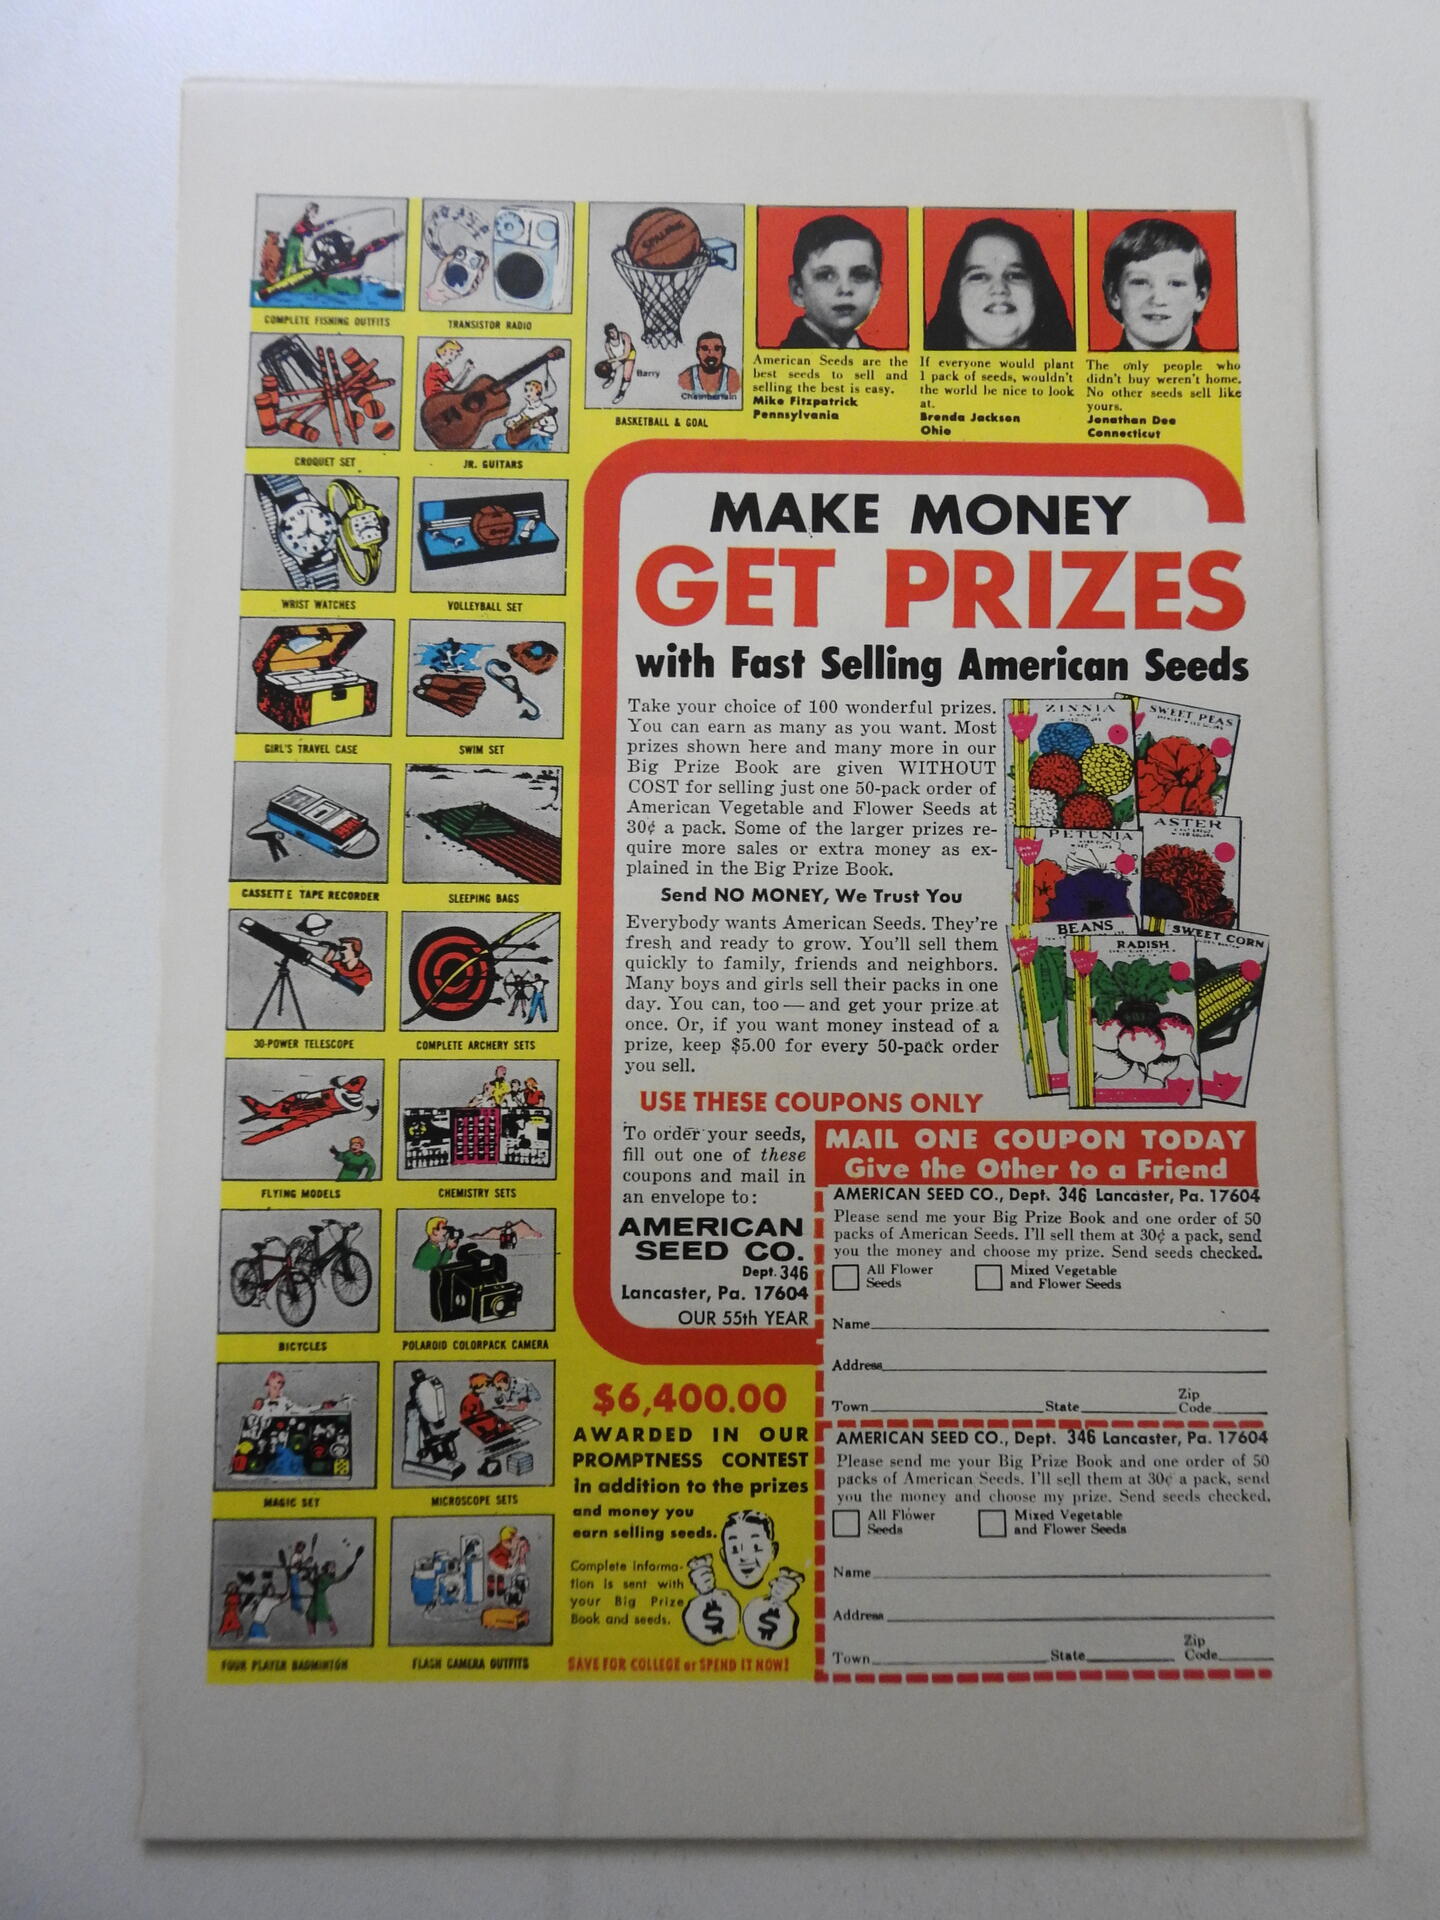 COMPLETE FISHING OUTFITS
TRANSISTOR RADIO
SPALDING
Barry
Chamberlain
BASKETBALL & GOAL
CROQUET SET
JR. GUITARS
WRIST WATCHES
VOLLEYBALL SET
GIRL'S TRAVEL CASE
SWIM SET
CASSETTE TAPE RECORDER
SLEEPING BAGS
30-POWER TELESCOPE
COMPLETE ARCHERY SETS
FLYING MODELS
CHEMISTRY SETS
BICYCLES
POLAROID COLORPACK CAMERA
MAGIC SET
MICROSCOPE SETS
FOUR PLAYER BADMINTON
FLASH CAMERA OUTFITS
American Seeds are the
best seeds to sell and
selling the best is easy.
Mike Fitzpatrick
Pennsylvania
If everyone would plant
1 pack of seeds, wouldn't
the world be nice to look
at.
Brenda Jackson
Ohio
The only people who
didn't buy weren't home.
No other seeds sell like
yours.
Jonathan Dee
Connecticut
MAKE MONEY
GET PRIZES
with Fast Selling American Seeds
Take your choice of 100 wonderful prizes.
You can earn as many as you want. Most
prizes shown here and many more in our
Big Prize Book are given WITHOUT
COST for selling just one 50-pack order of
American Vegetable and Flower Seeds at
30¢ a pack. Some of the larger prizes re-
quire more sales or extra money as ex-
plained in the Big Prize Book.
Send NO MONEY, We Trust You
Everybody wants American Seeds. They're
fresh and ready to grow. You'll sell them
quickly to family, friends and neighbors.
Many boys and girls sell their packs in one
day. You can, too — and get your prize at
once. Or, if you want money instead of a
prize, keep $5.00 for every 50-pack order
you sell.
ZINNIA
SWEET PEAS
PETUNIA
ASTER
BEANS
RADISH
SWEET CORN
USE THESE COUPONS ONLY
To order your seeds,
fill out one of these
coupons and mail in
an envelope to:
AMERICAN
SEED CO.
Dept. 346
Lancaster, Pa. 17604
OUR 55th YEAR
MAIL ONE COUPON TODAY
Give the Other to a Friend
AMERICAN SEED CO., Dept. 346 Lancaster, Pa. 17604
Please send me your Big Prize Book and one order of 50
packs of American Seeds. I'll sell them at 30¢ a pack, send
you the money and choose my prize. Send seeds checked.
All Flower
Seeds
Mixed Vegetable
and Flower Seeds
Name
Address
Town State Zip Code
AMERICAN SEED CO., Dept. 346 Lancaster, Pa. 17604
Please send me your Big Prize Book and one order of 50
packs of American Seeds. I'll sell them at 30¢ a pack, send
you the money and choose my prize. Send seeds checked.
All Flower
Seeds
Mixed Vegetable
and Flower Seeds
Name
Address
Town State Zip Code
$6,400.00
AWARDED IN OUR
PROMPTNESS CONTEST
in addition to the prizes
and money you
earn selling seeds.
Complete informa-
tion is sent with
your Big Prize
Book and seeds.
$ $
SAVE FOR COLLEGE or SPEND IT NOW!